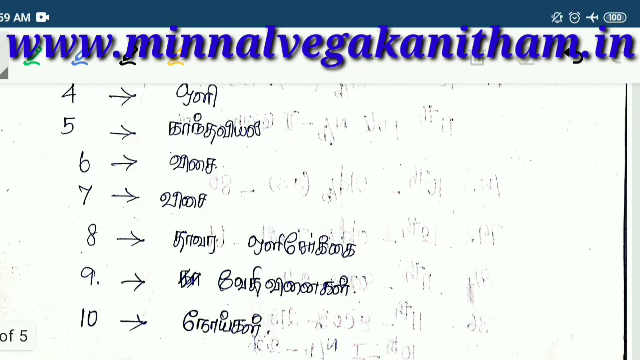 :59 AM 100
www.minnalvegakanitham.in
4 → ஒளி
5 → காந்தவியல்
6 → விசை
7 → விசை
8 → தாவர ஒளிசேர்க்கை
9. → வேதிவினைகள்.
10 → நோய்கள்.
of 5